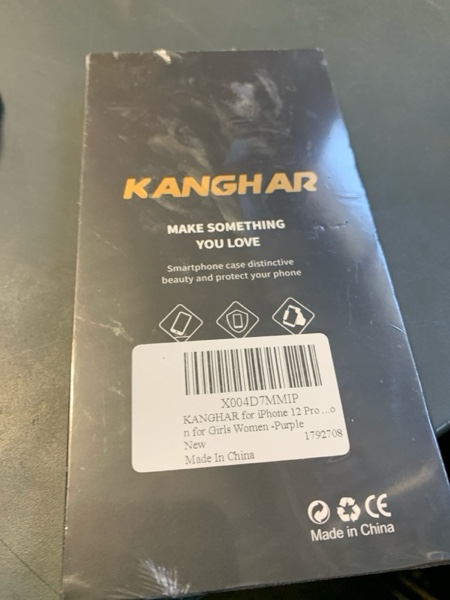 KANGHAR
MAKE SOMETHING
YOU LOVE
Smartphone case distinctive
beauty and protect your phone
X004D7MMIP
KANGHAR for iPhone 12 Pro ...o
n for Girls Women -Purple
New 1792708
Made In China
CE
Made in China